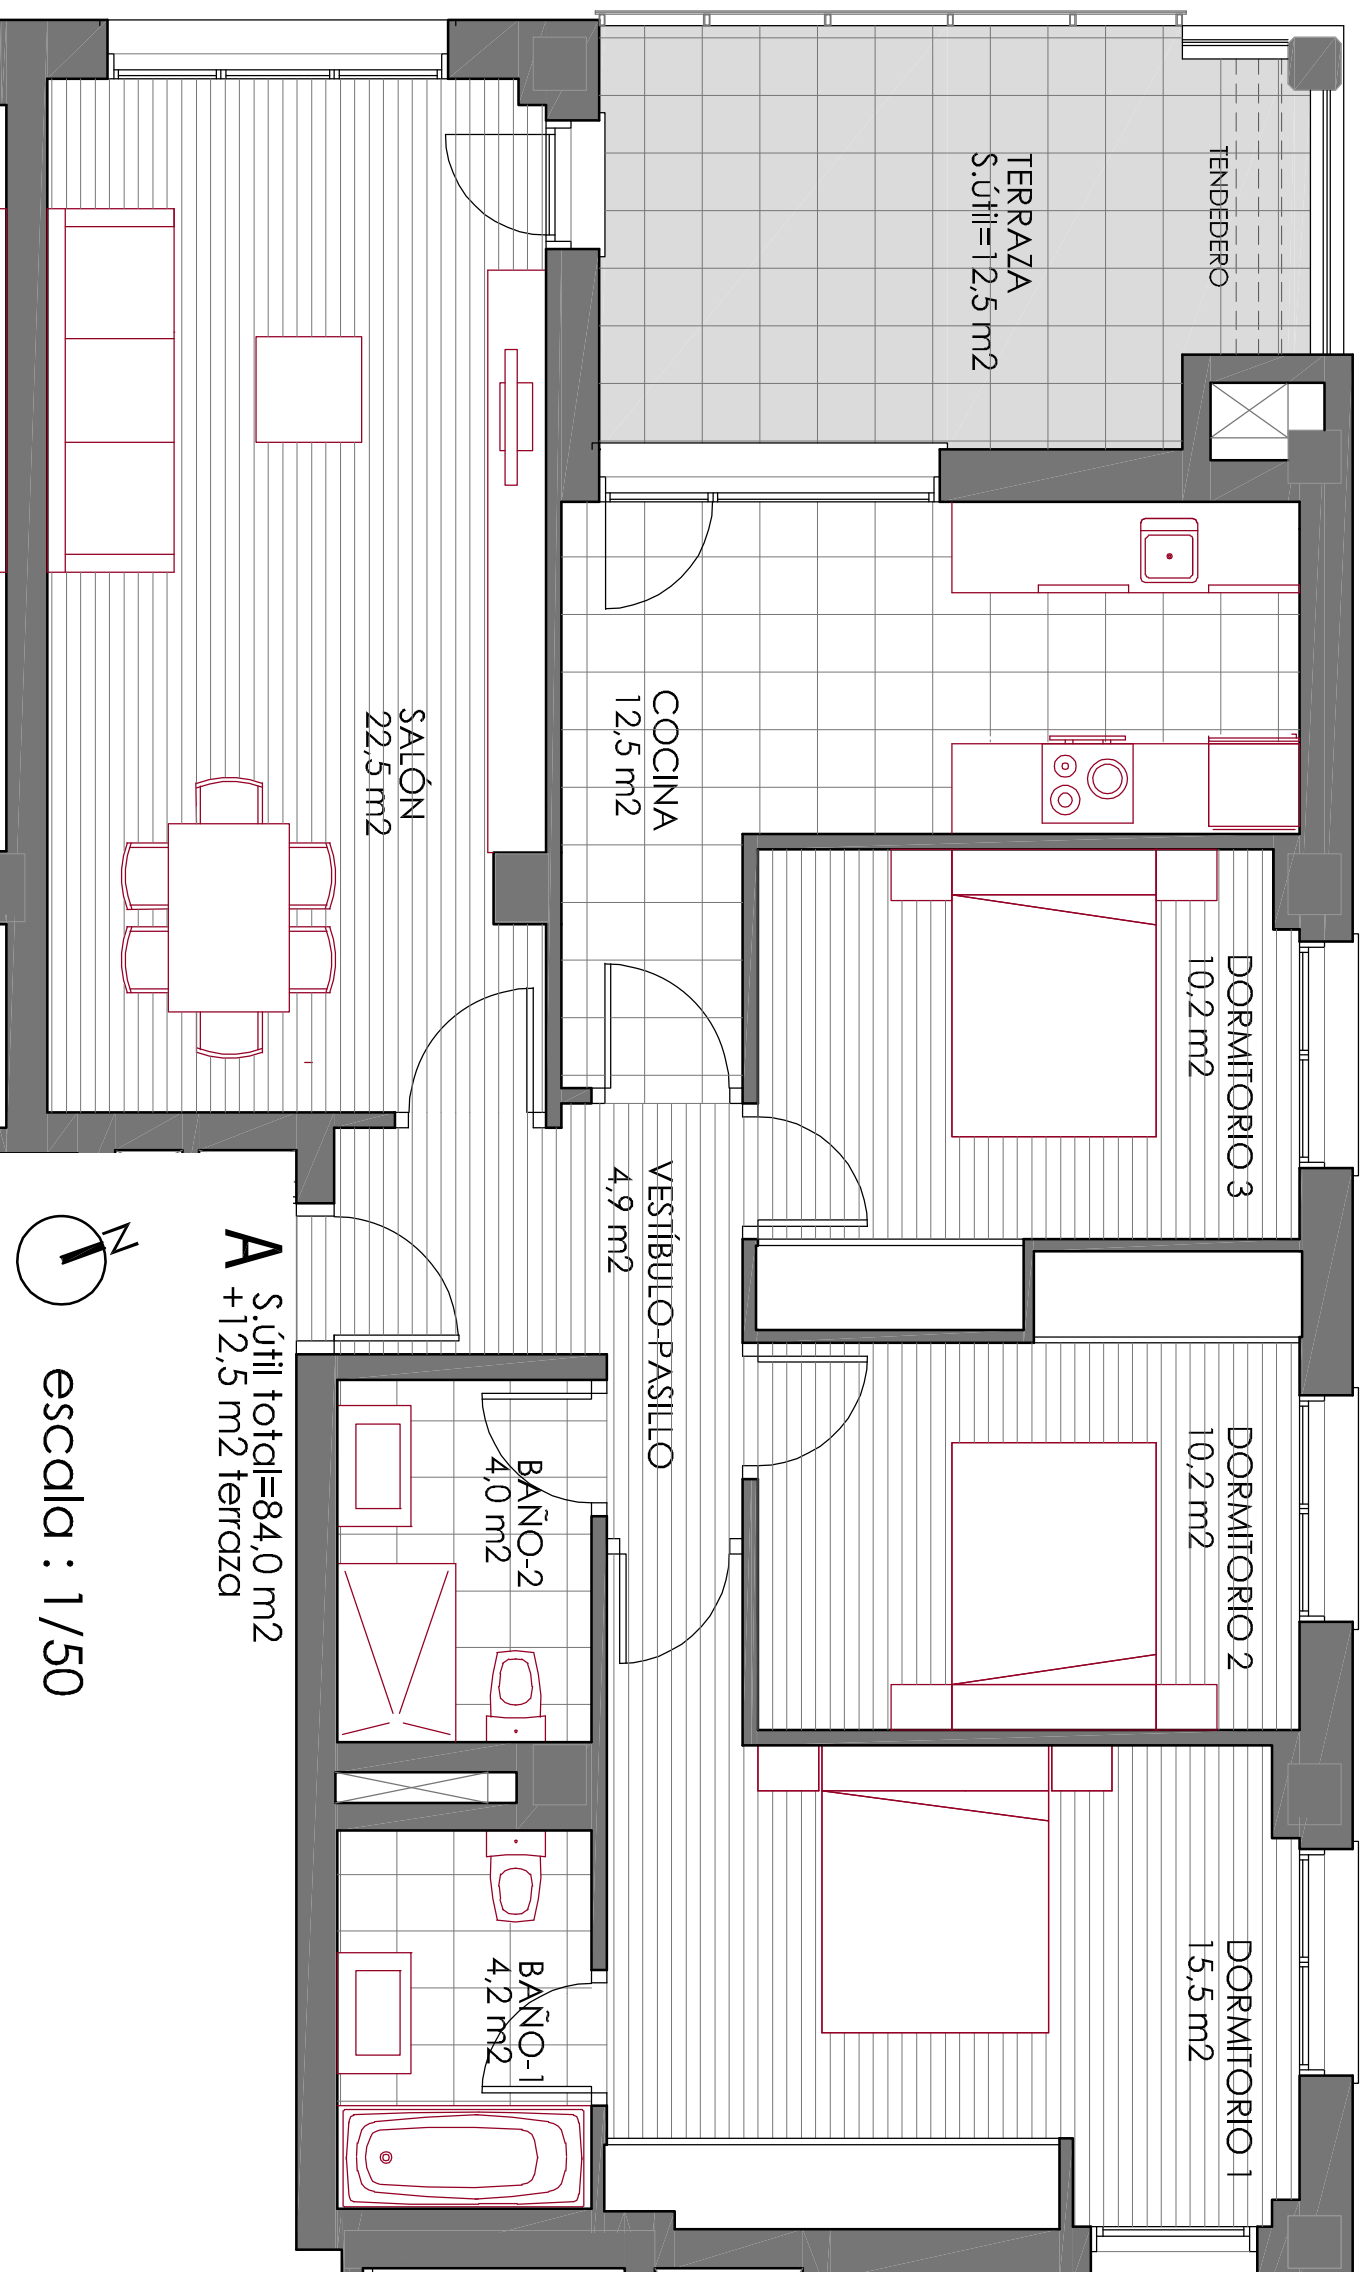 TENDEDERO
TERRAZA
S.útil=12,5 m2
COCINA
12,5 m2
SALÓN
22,5 m2
DORMITORIO 3
10,2 m2
VESTÍBULO-PASILLO
4,9 m2
DORMITORIO 2
10,2 m2
BAÑO-2
4,0 m2
DORMITORIO 1
15,5 m2
BAÑO-1
4,2 m2
N
A
S.útil total=84,0 m2
+12,5 m2 terraza
escala : 1/50